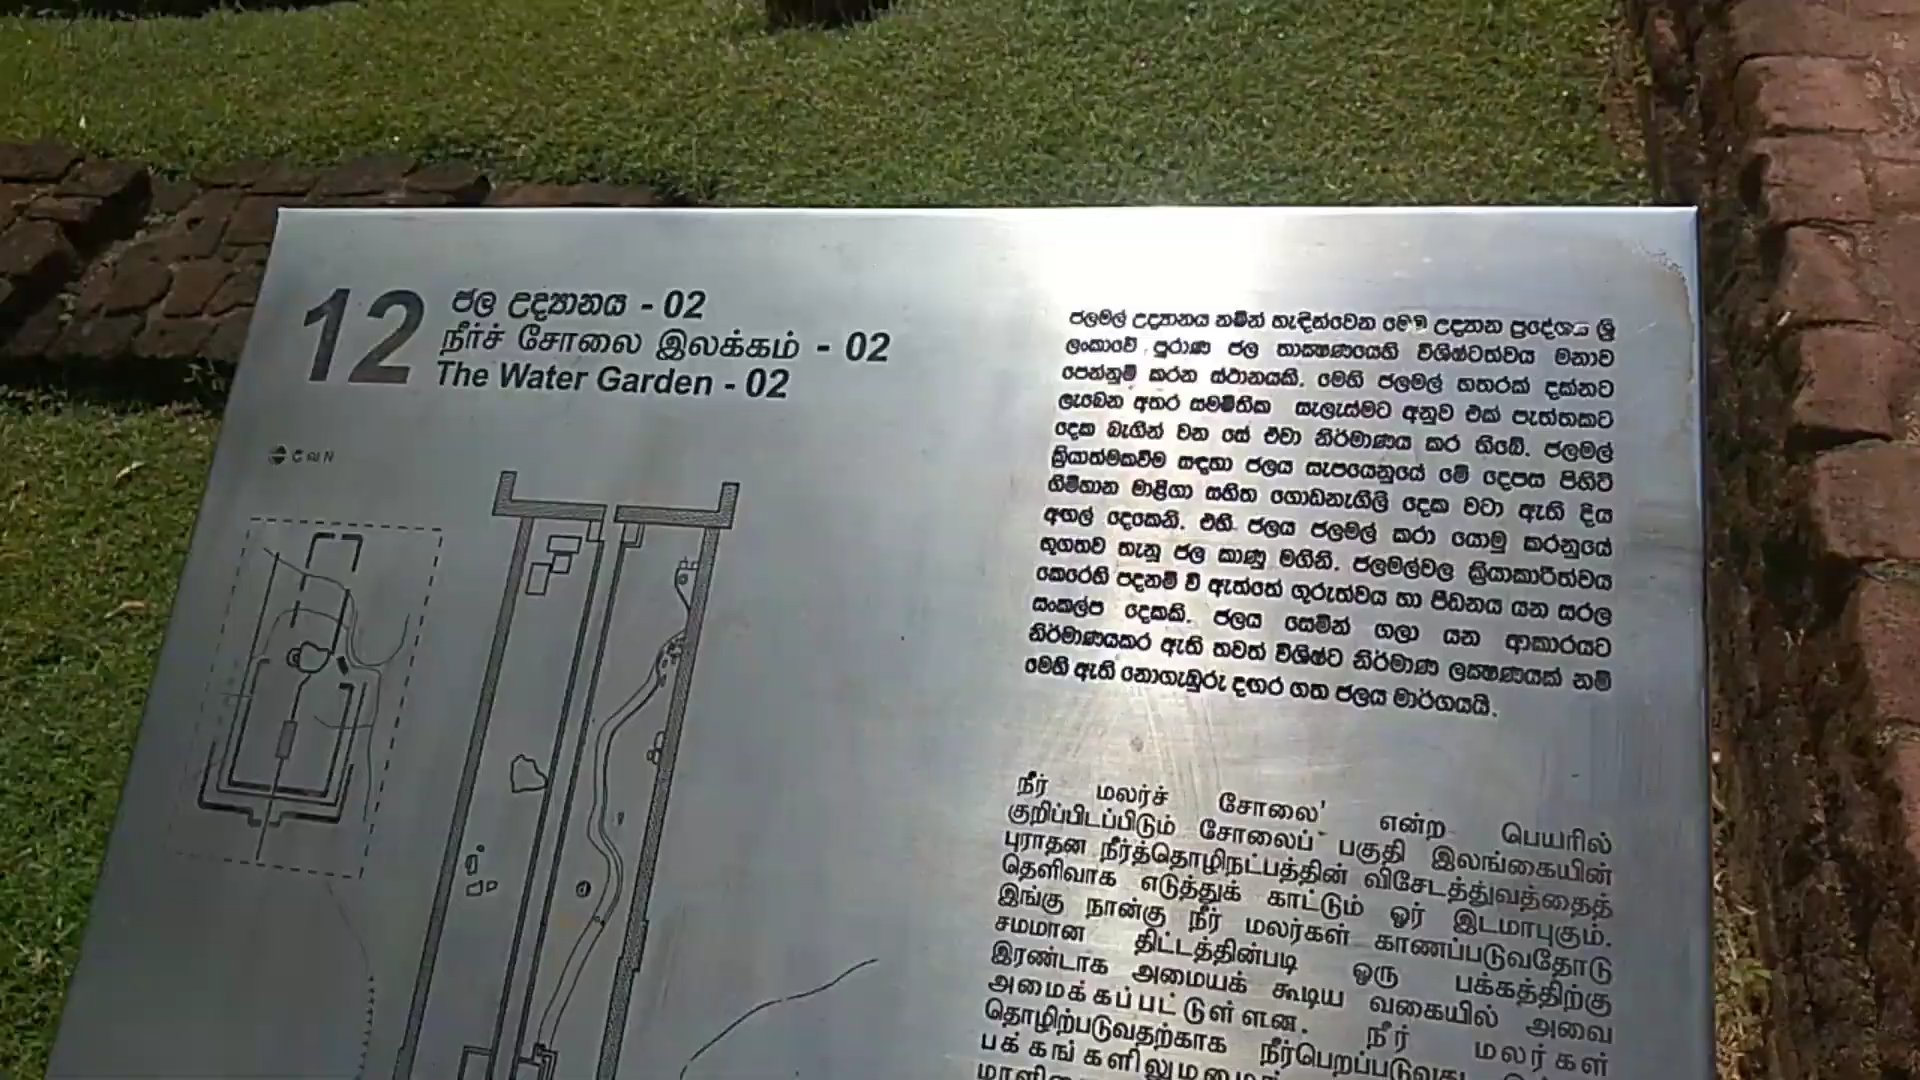 12
ජල උද්‍යානය - 02
நீர்ச் சோலை இலக்கம் - 02
The Water Garden - 02
N
ජලමල් උද්‍යානය නමින් හැඳින්වෙන මෙම උද්‍යාන ප්‍රදේශය ශ්‍රී
ලංකාවේ පුරාණ ජල තාක්ෂණයෙහි විශිෂ්ටත්වය මනාව
පෙන්නුම් කරන ස්ථානයකි. මෙහි ජලමල් හතරක් දක්නට
ලැබෙන අතර සමමිතික සැලැස්මට අනුව එක් පැත්තකට
දෙක බැගින් වන සේ ඒවා නිර්මාණය කර තිබේ. ජලමල්
ක්‍රියාත්මකවීම සඳහා ජලය සැපයෙනුයේ මේ දෙපස පිහිටි
ගිම්හාන මාළිගා සහිත ගොඩනැගිලි දෙක වටා ඇති දිය
අගල් දෙකෙනි. එහි ජලය ජලමල් කරා යොමු කරනුයේ
භූගතව තැනූ ජල කාණු මගිනි. ජලමල්වල ක්‍රියාකාරීත්වය
කෙරෙහි පදනම් වී ඇත්තේ ගුරුත්වය හා පීඩනය යන සරල
සංකල්ප දෙකකි. ජලය සෙමින් ගලා යන ආකාරයට
නිර්මාණයකර ඇති තවත් විශිෂ්ට නිර්මාණ ලක්ෂණයක් නම්
මෙහි ඇති නොගැඹුරු දඟර ගත ජලය මාර්ගයයි.
நீர் மலர்ச் சோலை' என்ற பெயரில்
குறிப்பிடப்பிடும் சோலைப் பகுதி இலங்கையின்
புராதன நீர்த்தொழிநட்பத்தின் விசேடத்துவத்தைத்
தெளிவாக எடுத்துக் காட்டும் ஓர் இடமாபுகும்.
இங்கு நான்கு நீர் மலர்கள் காணப்படுவதோடு
சமமான திட்டத்தின்படி ஒரு பக்கத்திற்கு
இரண்டாக அமையக் கூடிய வகையில் அவை
அமைக்கப்பட்டுள்ளன. நீர் மலர்கள்
தொழிற்படுவதற்காக நீர்பெறப்படுவது